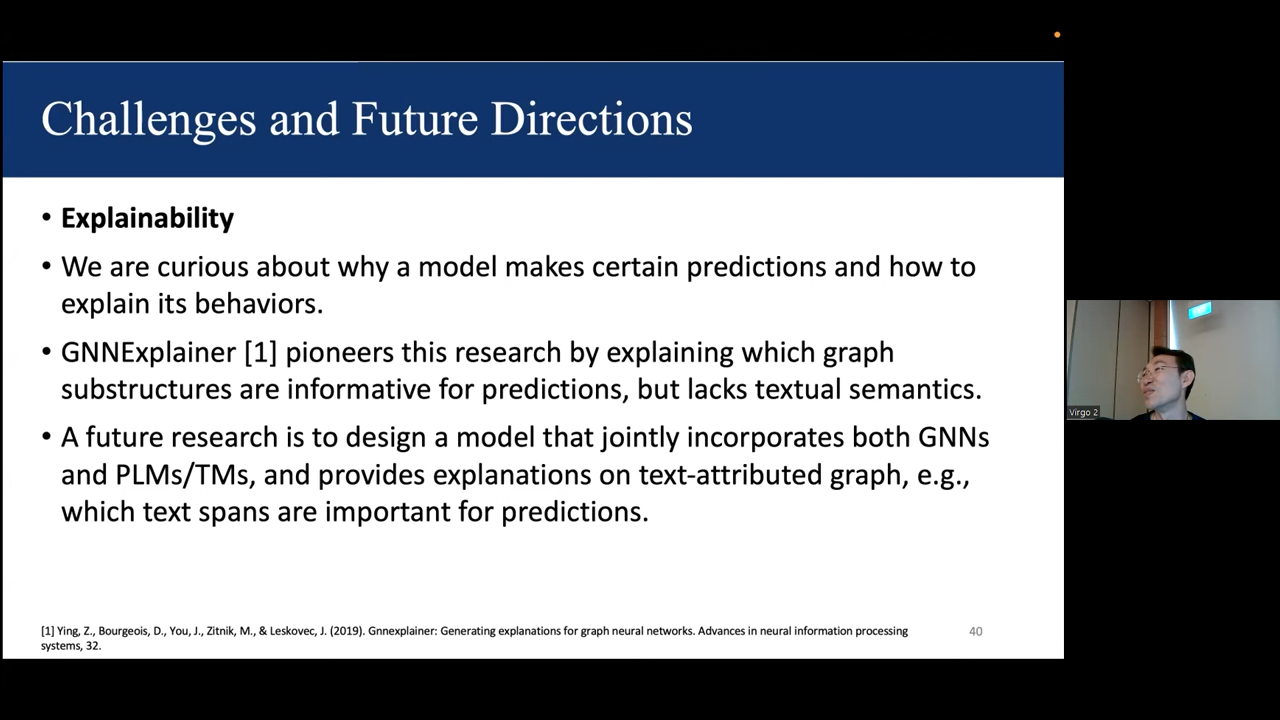 Challenges and Future Directions
• Explainability
• We are curious about why a model makes certain predictions and how to
explain its behaviors.
• GNNExplainer [1] pioneers this research by explaining which graph
substructures are informative for predictions, but lacks textual semantics.
• A future research is to design a model that jointly incorporates both GNNs
and PLMs/TMs, and provides explanations on text-attributed graph, e.g.,
which text spans are important for predictions.
[1] Ying, Z., Bourgeois, D., You, J., Zitnik, M., & Leskovec, J. (2019). Gnnexplainer: Generating explanations for graph neural networks. Advances in neural information processing
systems, 32.
40
Virgo 2